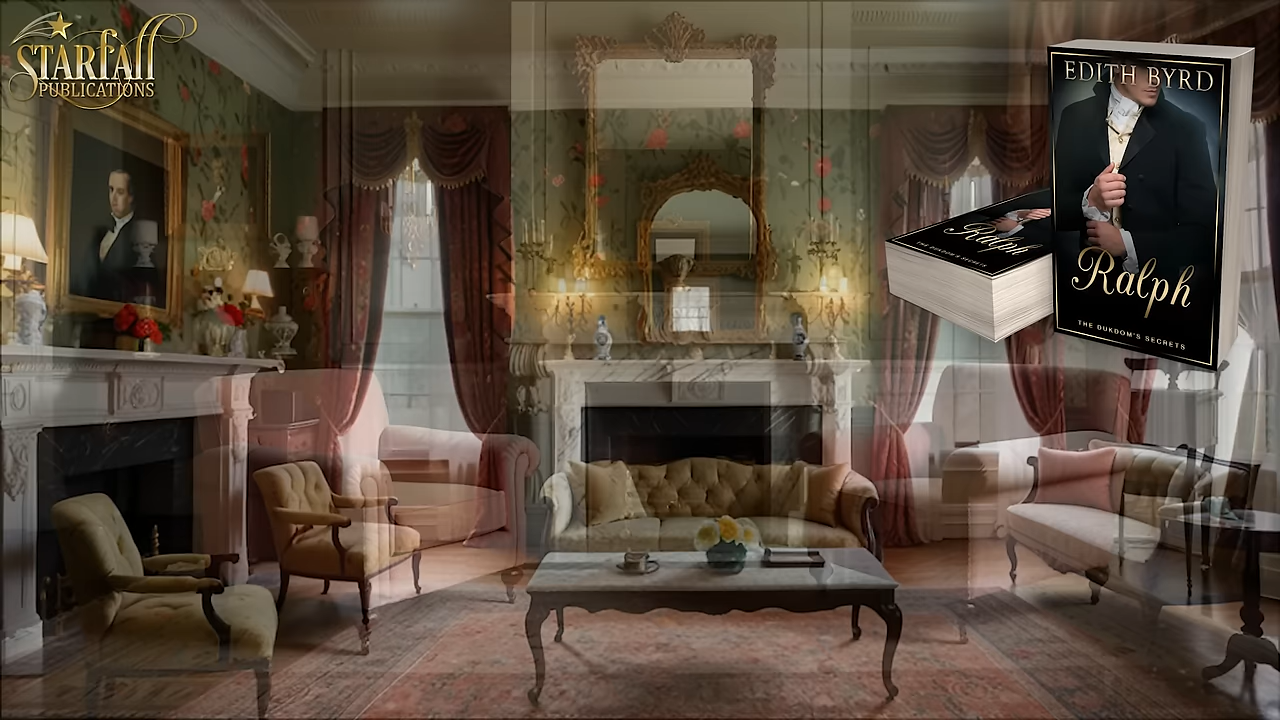 STARfall
PUBLICATIONS
EDITH BYRD
Ralph
THE DUKDOM'S SECRETS
Ralph
THE DUKDOM'S SECRETS